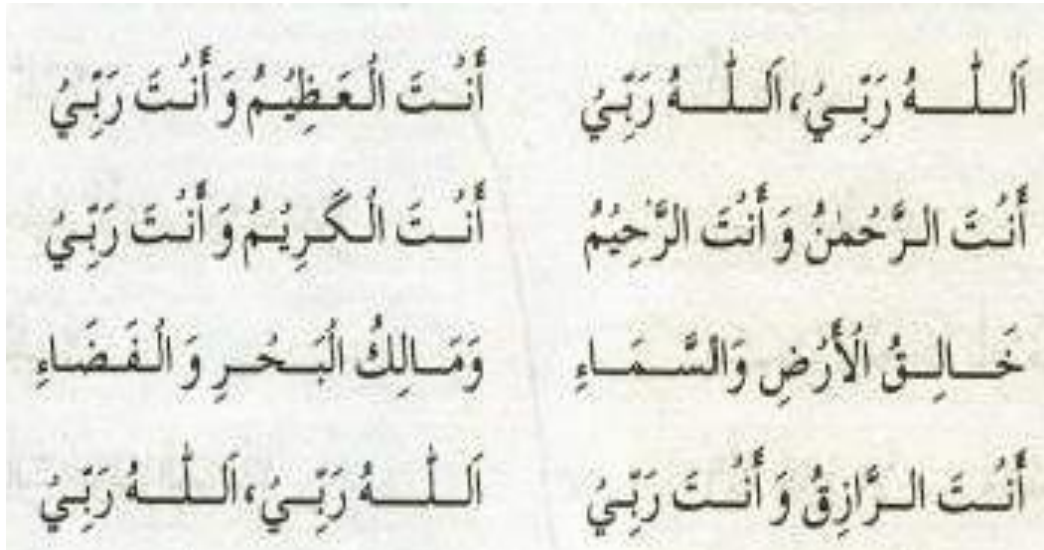 اَللّٰهُ رَبِّيْ، اَللّٰهُ رَبِّيْ أَنْتَ الْعَظِيْمُ وَ أَنْتَ رَبِّيْ
أَنْتَ الرَّحْمٰنُ وَ أَنْتَ الرَّحِيْمُ أَنْتَ الْكَرِيْمُ وَ أَنْتَ رَبِّيْ
خَالِقُ الْأَرْضِ وَالسَّمَاءِ وَمَالِكُ الْبَحْرِ وَ الْفَضَاءِ
أَنْتَ الرَّازِقُ وَ أَنْتَ رَبِّيْ اَللّٰهُ رَبِّيْ، اَللّٰهُ رَبِّيْ